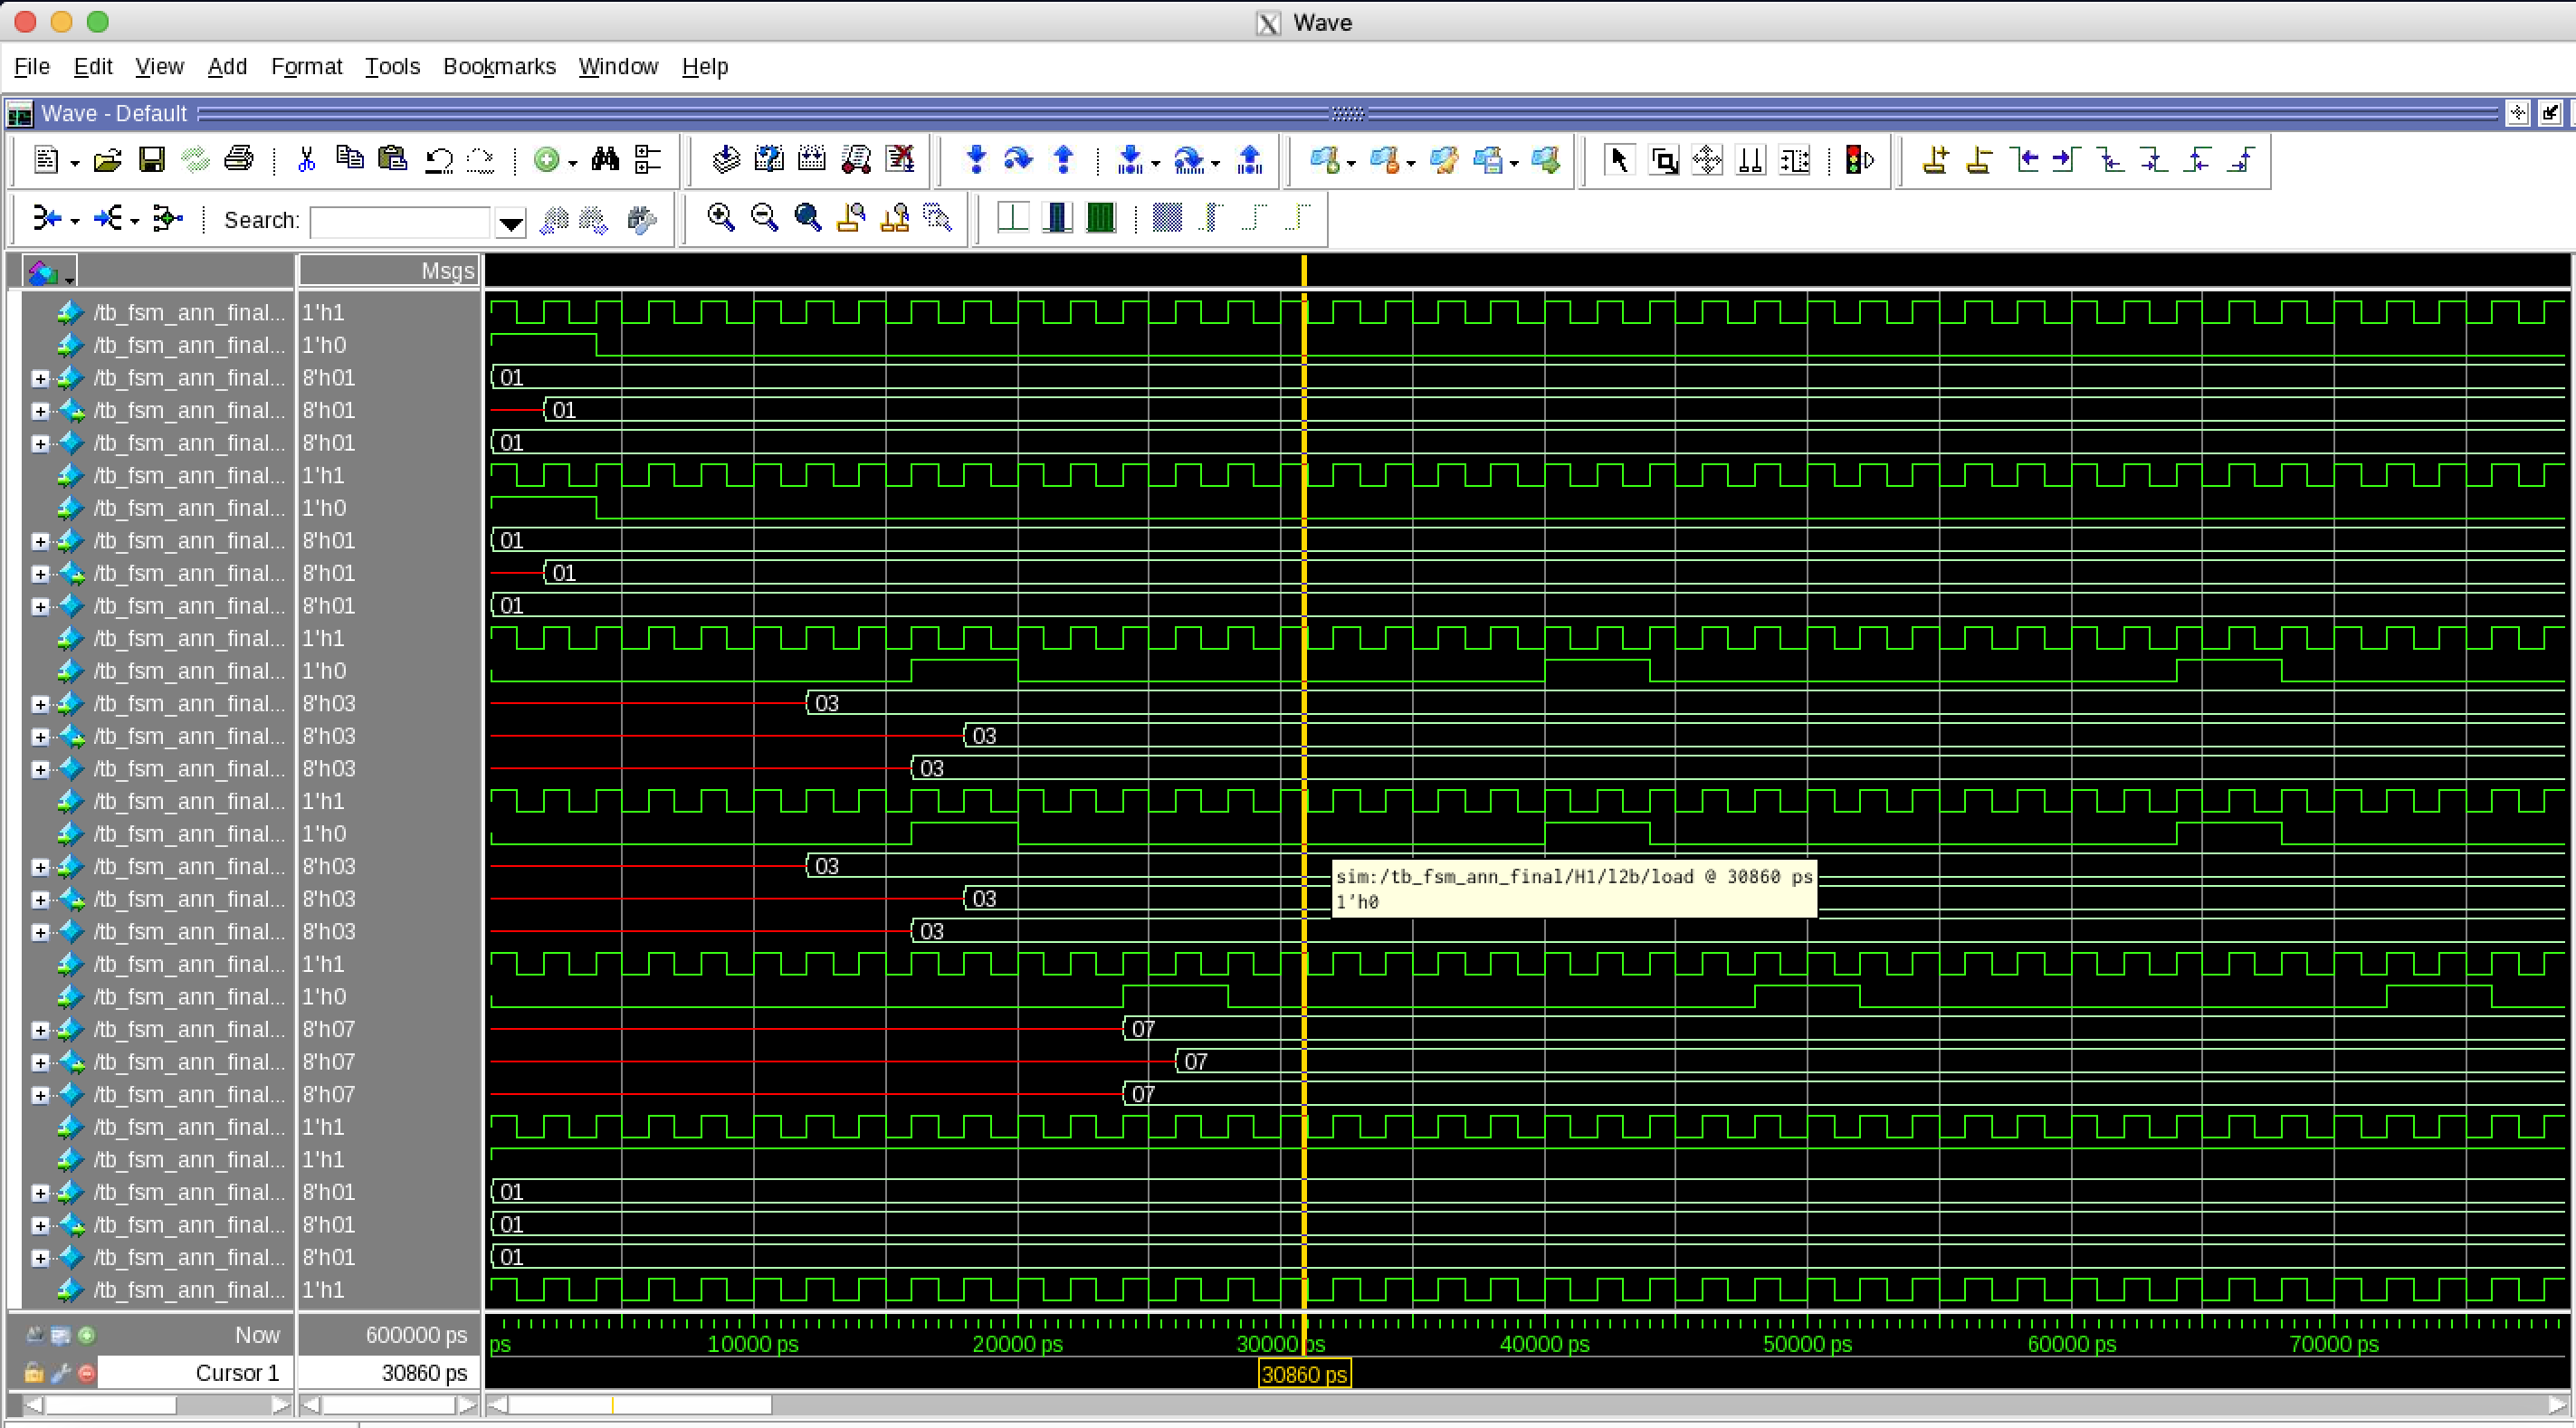 Wave
File Edit View Add Format Tools Bookmarks Window Help
Wave - Default
Search:
Msgs
/tb_fsm_ann_final... 1'h1
/tb_fsm_ann_final... 1'h0
/tb_fsm_ann_final... 8'h01 01
/tb_fsm_ann_final... 8'h01 01
/tb_fsm_ann_final... 8'h01 01
/tb_fsm_ann_final... 1'h1
/tb_fsm_ann_final... 1'h0
/tb_fsm_ann_final... 8'h01 01
/tb_fsm_ann_final... 8'h01 01
/tb_fsm_ann_final... 8'h01 01
/tb_fsm_ann_final... 1'h1
/tb_fsm_ann_final... 1'h0
/tb_fsm_ann_final... 8'h03 03
/tb_fsm_ann_final... 8'h03 03
/tb_fsm_ann_final... 8'h03 03
/tb_fsm_ann_final... 1'h1
/tb_fsm_ann_final... 1'h0
/tb_fsm_ann_final... 8'h03 03
sim:/tb_fsm_ann_final/H1/l2b/load @ 30860 ps
1'h0
/tb_fsm_ann_final... 8'h03 03
/tb_fsm_ann_final... 8'h03 03
/tb_fsm_ann_final... 1'h1
/tb_fsm_ann_final... 1'h0
/tb_fsm_ann_final... 8'h07 07
/tb_fsm_ann_final... 8'h07 07
/tb_fsm_ann_final... 8'h07 07
/tb_fsm_ann_final... 1'h1
/tb_fsm_ann_final... 1'h1
/tb_fsm_ann_final... 8'h01 01
/tb_fsm_ann_final... 8'h01 01
/tb_fsm_ann_final... 8'h01 01
/tb_fsm_ann_final... 1'h1
Now 600000 ps ps 10000 ps 20000 ps 30000 ps 40000 ps 50000 ps 60000 ps 70000 ps
Cursor 1 30860 ps 30860 ps